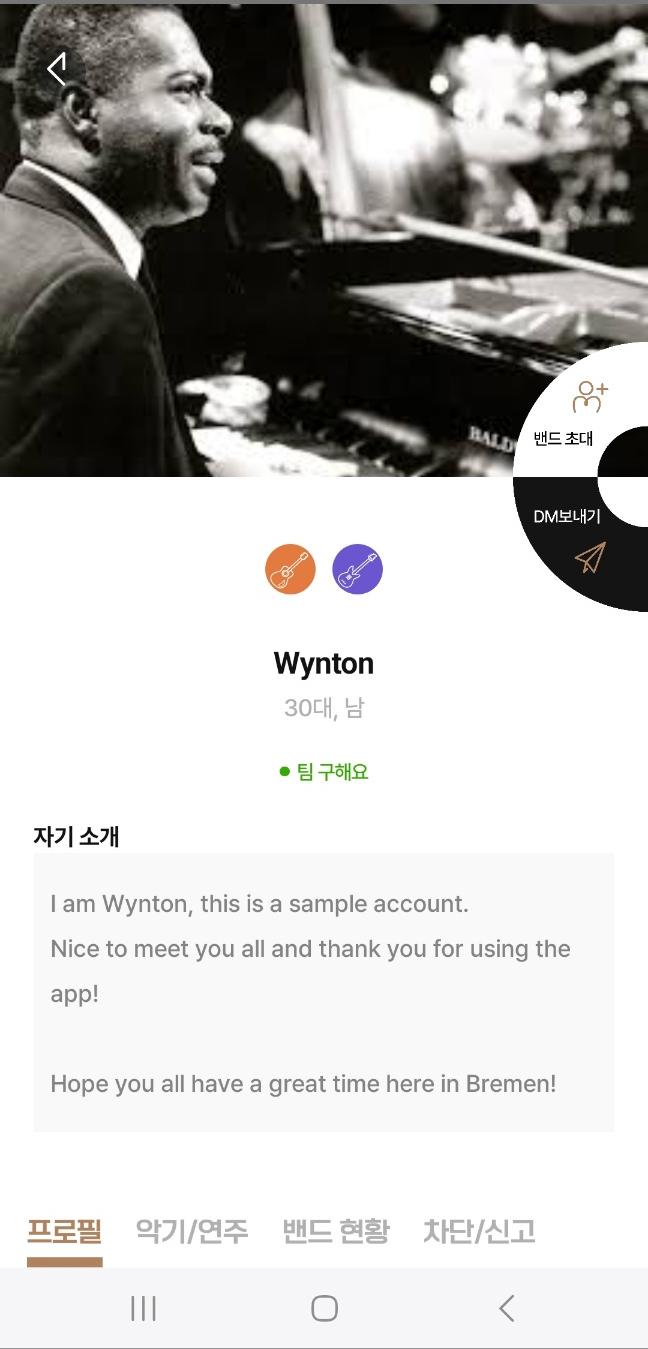 밴드 초대
DM보내기
Wynton
30대, 남
팀 구해요
자기 소개
I am Wynton, this is a sample account.
Nice to meet you all and thank you for using the
app!
Hope you all have a great time here in Bremen!
프로필 악기/연주 밴드 현황 차단/신고